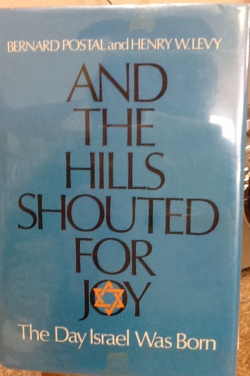 BERNARD POSTAL and HENRY W. LEVY
AND
THE
HILLS
SHOUTED
FOR
JOY
The Day Israel Was Born